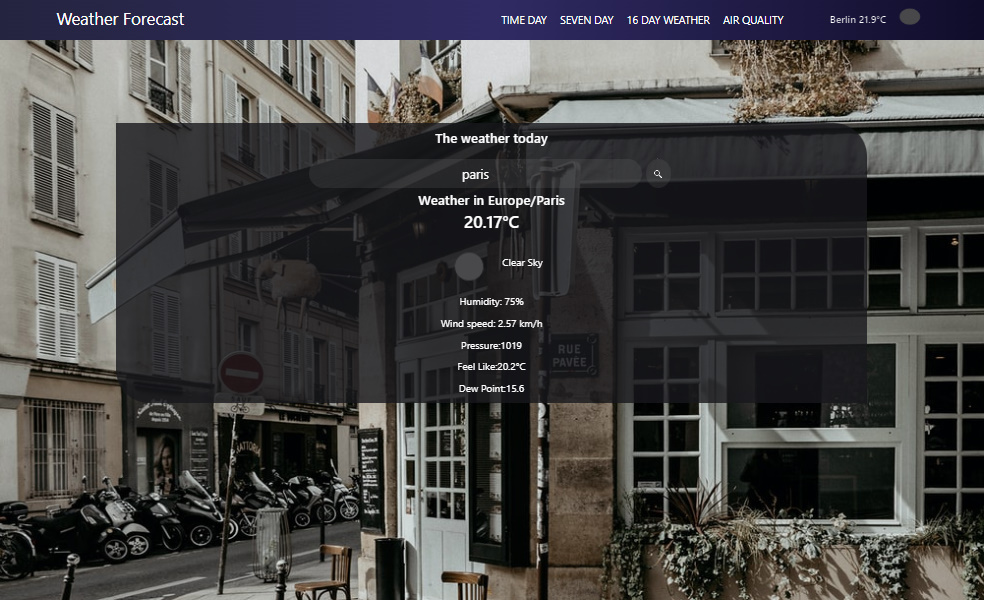 Weather Forecast
TIME DAY SEVEN DAY 16 DAY WEATHER AIR QUALITY
Berlin 21.9°C
The weather today
paris
Weather in Europe/Paris
20.17°C
Clear Sky
Humidity: 75%
Wind speed: 2.57 km/h
Pressure:1019
Feel Like:20.2°C
Dew Point:15.6
RUE
PAVÉE